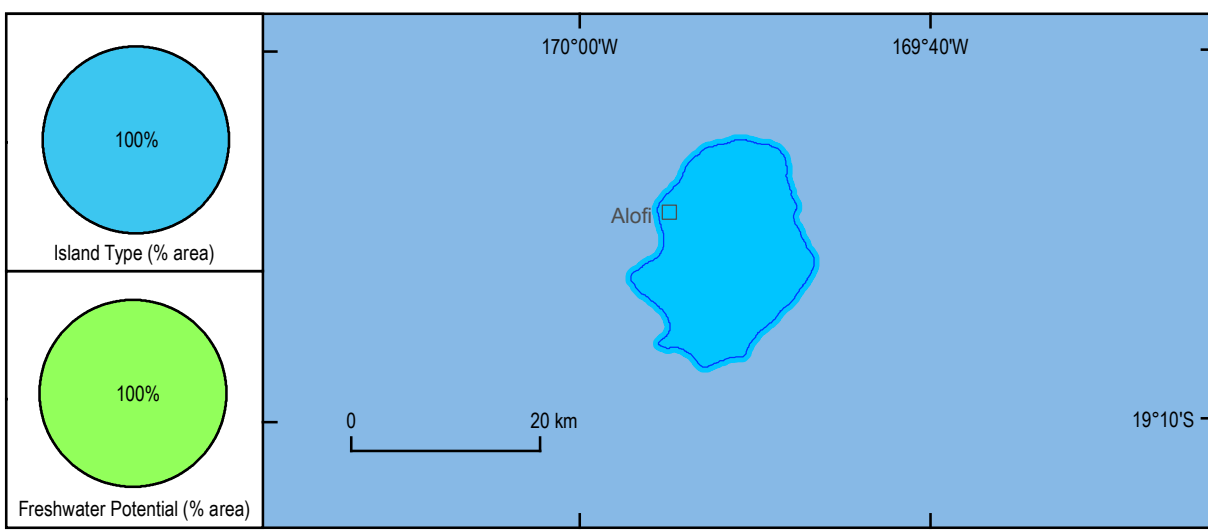 100%
Island Type (% area)
100%
Freshwater Potential (% area)
170°00'W
169°40'W
Alofi
0
20 km
19°10'S